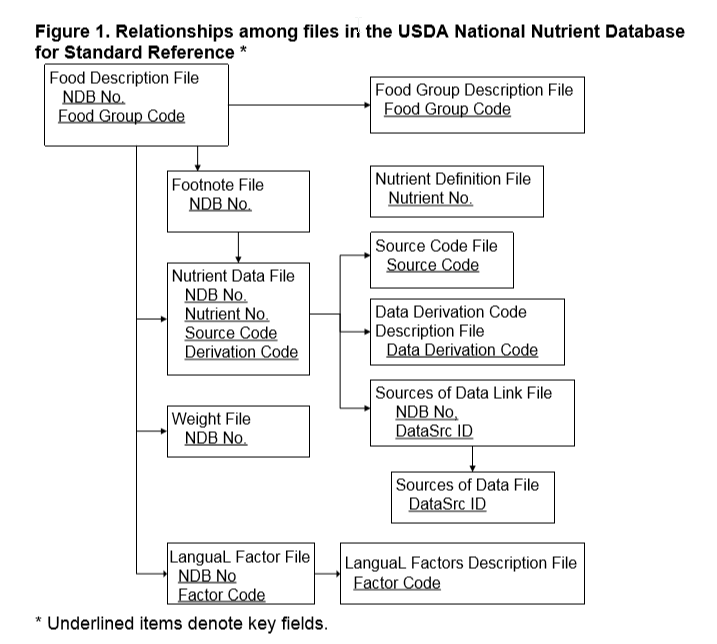 Figure 1. Relationships among files in the USDA National Nutrient Database
for Standard Reference *
Food Description File
NDB No.
Food Group Code
Food Group Description File
Food Group Code
Footnote File
NDB No.
Nutrient Definition File
Nutrient No.
Source Code File
Source Code
Nutrient Data File
NDB No.
Nutrient No.
Source Code
Derivation Code
Data Derivation Code
Description File
Data Derivation Code
Sources of Data Link File
NDB No.
DataSrc ID
Weight File
NDB No.
Sources of Data File
DataSrc ID
LanguaL Factor File
NDB No
Factor Code
LanguaL Factors Description File
Factor Code
* Underlined items denote key fields.